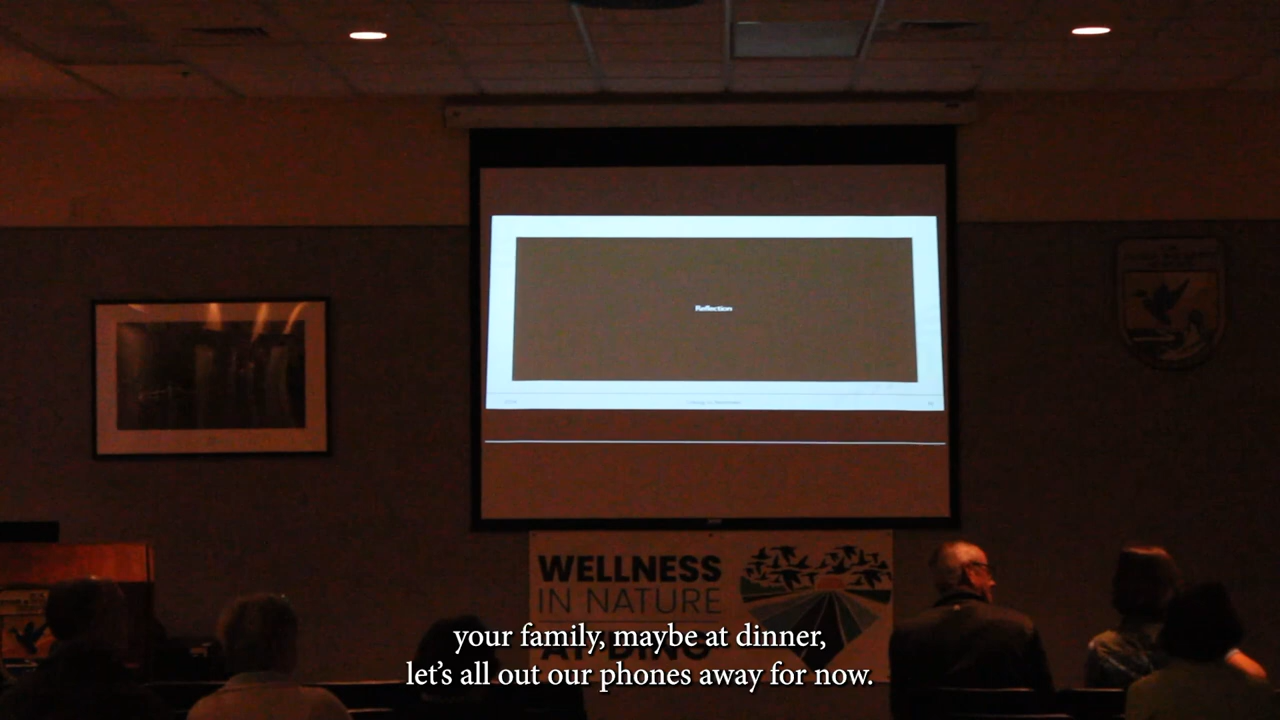 Reflection
WELLNESS
IN NATURE
your family, maybe at dinner,
let's all out our phones away for now.